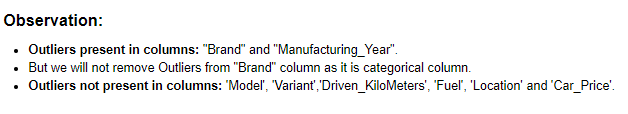 Observation:
• Outliers present in columns: "Brand" and "Manufacturing_Year".
• But we will not remove Outliers from "Brand" column as it is categorical column.
• Outliers not present in columns: 'Model', 'Variant','Driven_KiloMeters', 'Fuel', 'Location' and 'Car_Price'.